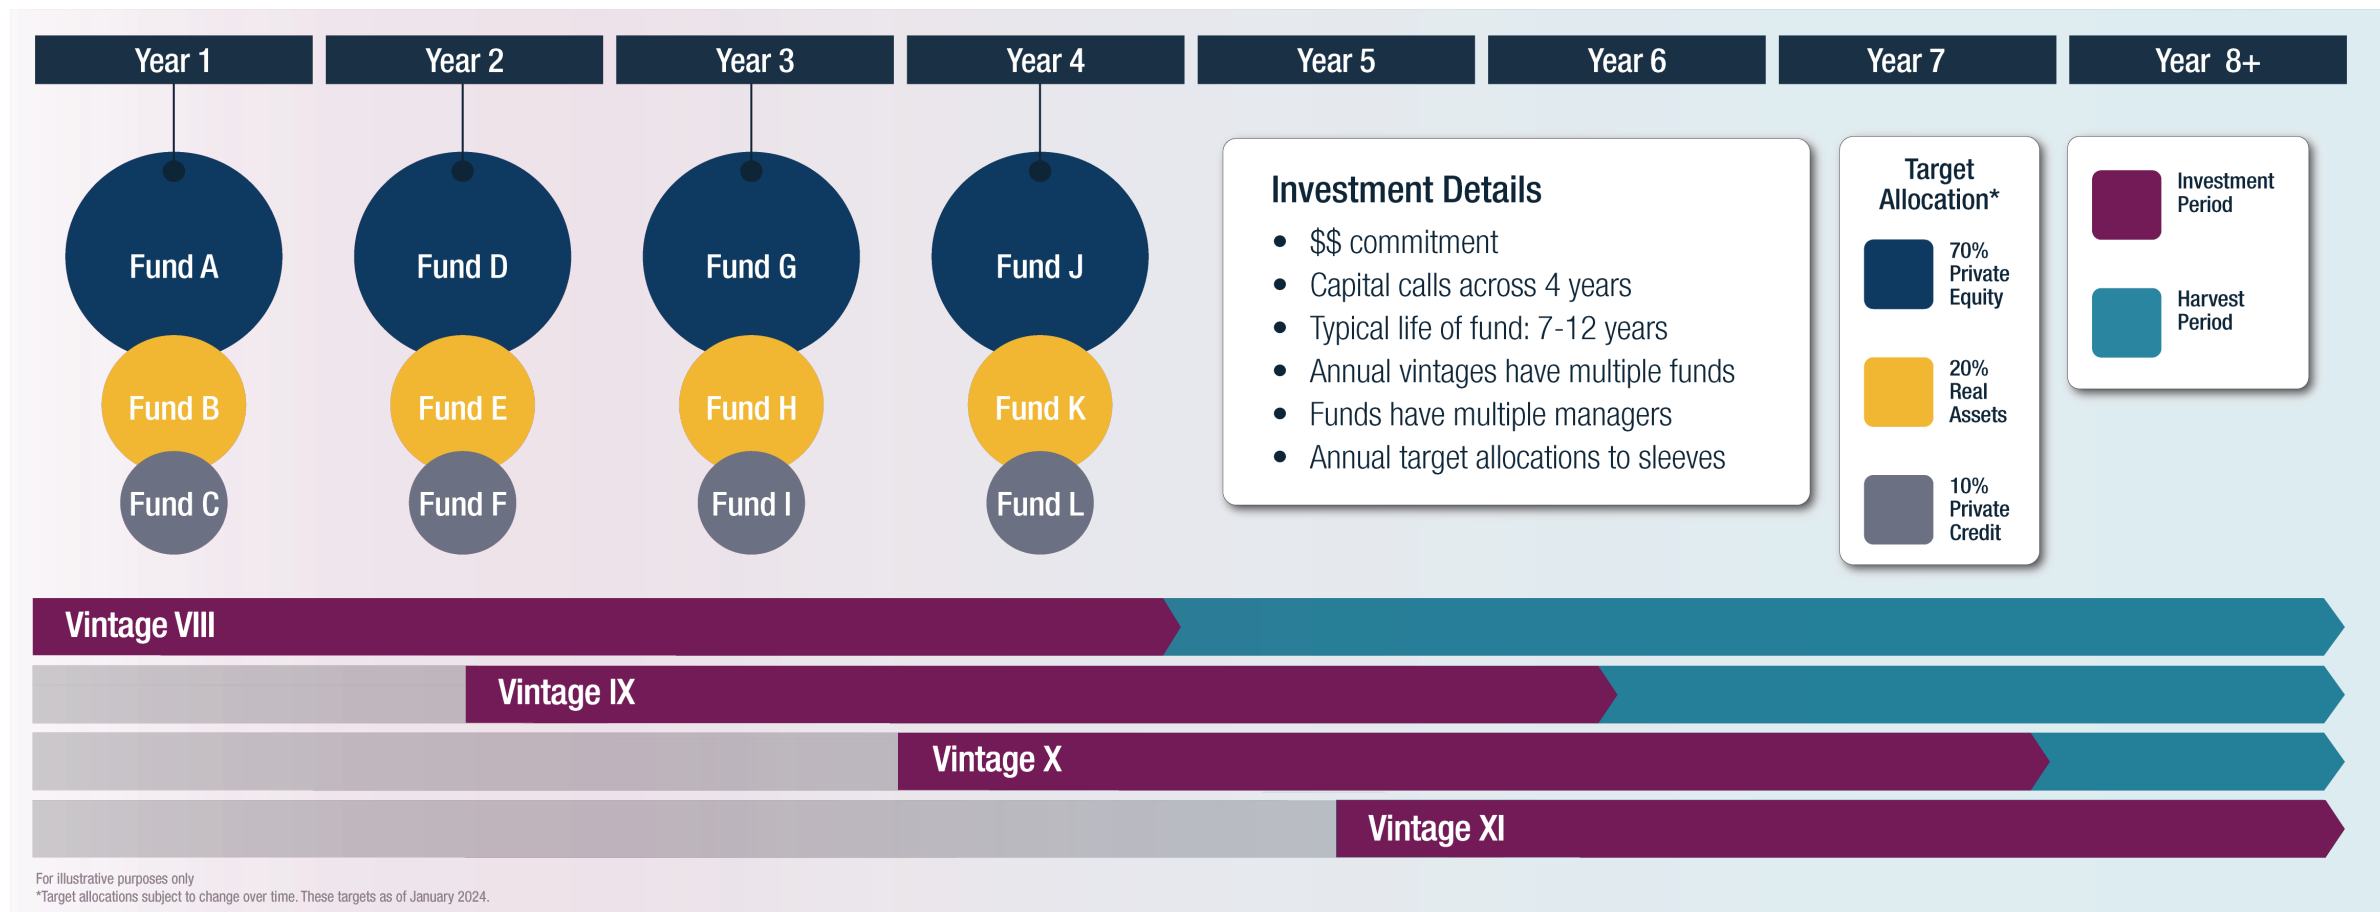 Year 1
Year 2
Year 3
Year 4
Year 5
Year 6
Year 7
Year 8+
Fund A
Fund B
Fund C
Fund D
Fund E
Fund F
Fund G
Fund H
Fund I
Fund J
Fund K
Fund L
Investment Details
• $$ commitment
• Capital calls across 4 years
• Typical life of fund: 7-12 years
• Annual vintages have multiple funds
• Funds have multiple managers
• Annual target allocations to sleeves
Target
Allocation*
70%
Private
Equity
20%
Real
Assets
10%
Private
Credit
Investment
Period
Harvest
Period
Vintage VIII
Vintage IX
Vintage X
Vintage XI
For illustrative purposes only
*Target allocations subject to change over time. These targets as of January 2024.